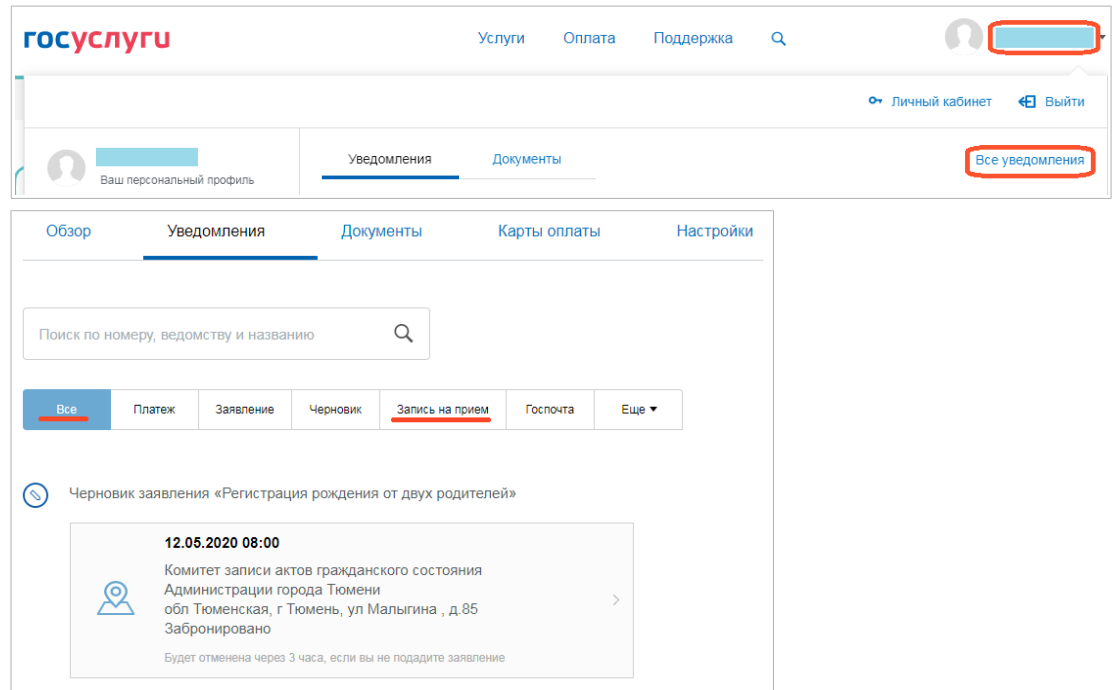 госуслуги
Услуги Оплата Поддержка
Личный кабинет Выйти
Уведомления Документы Все уведомления
Ваш персональный профиль
Обзор Уведомления Документы Карты оплаты Настройки
Поиск по номеру, ведомству и названию
Все Платеж Заявление Черновик Запись на прием Госпочта Еще
Черновик заявления «Регистрация рождения от двух родителей»
12.05.2020 08:00
Комитет записи актов гражданского состояния
Администрации города Тюмени
обл Тюменская, г Тюмень, ул Малыгина , д.85
Забронировано
Будет отменена через 3 часа, если вы не подадите заявление